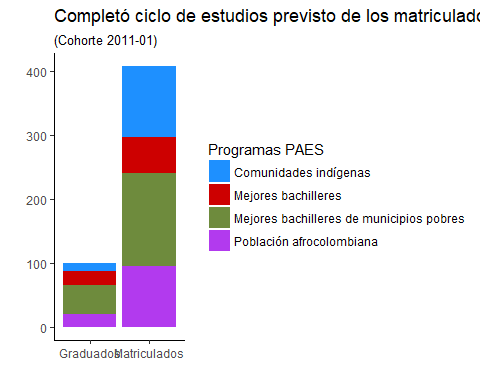 Completó ciclo de estudios previsto de los matriculado
(Cohorte 2011-01)
400
300
200
100
0
Graduados
Matriculados
Programas PAES
Comunidades indígenas
Mejores bachilleres
Mejores bachilleres de municipios pobres
Población afrocolombiana